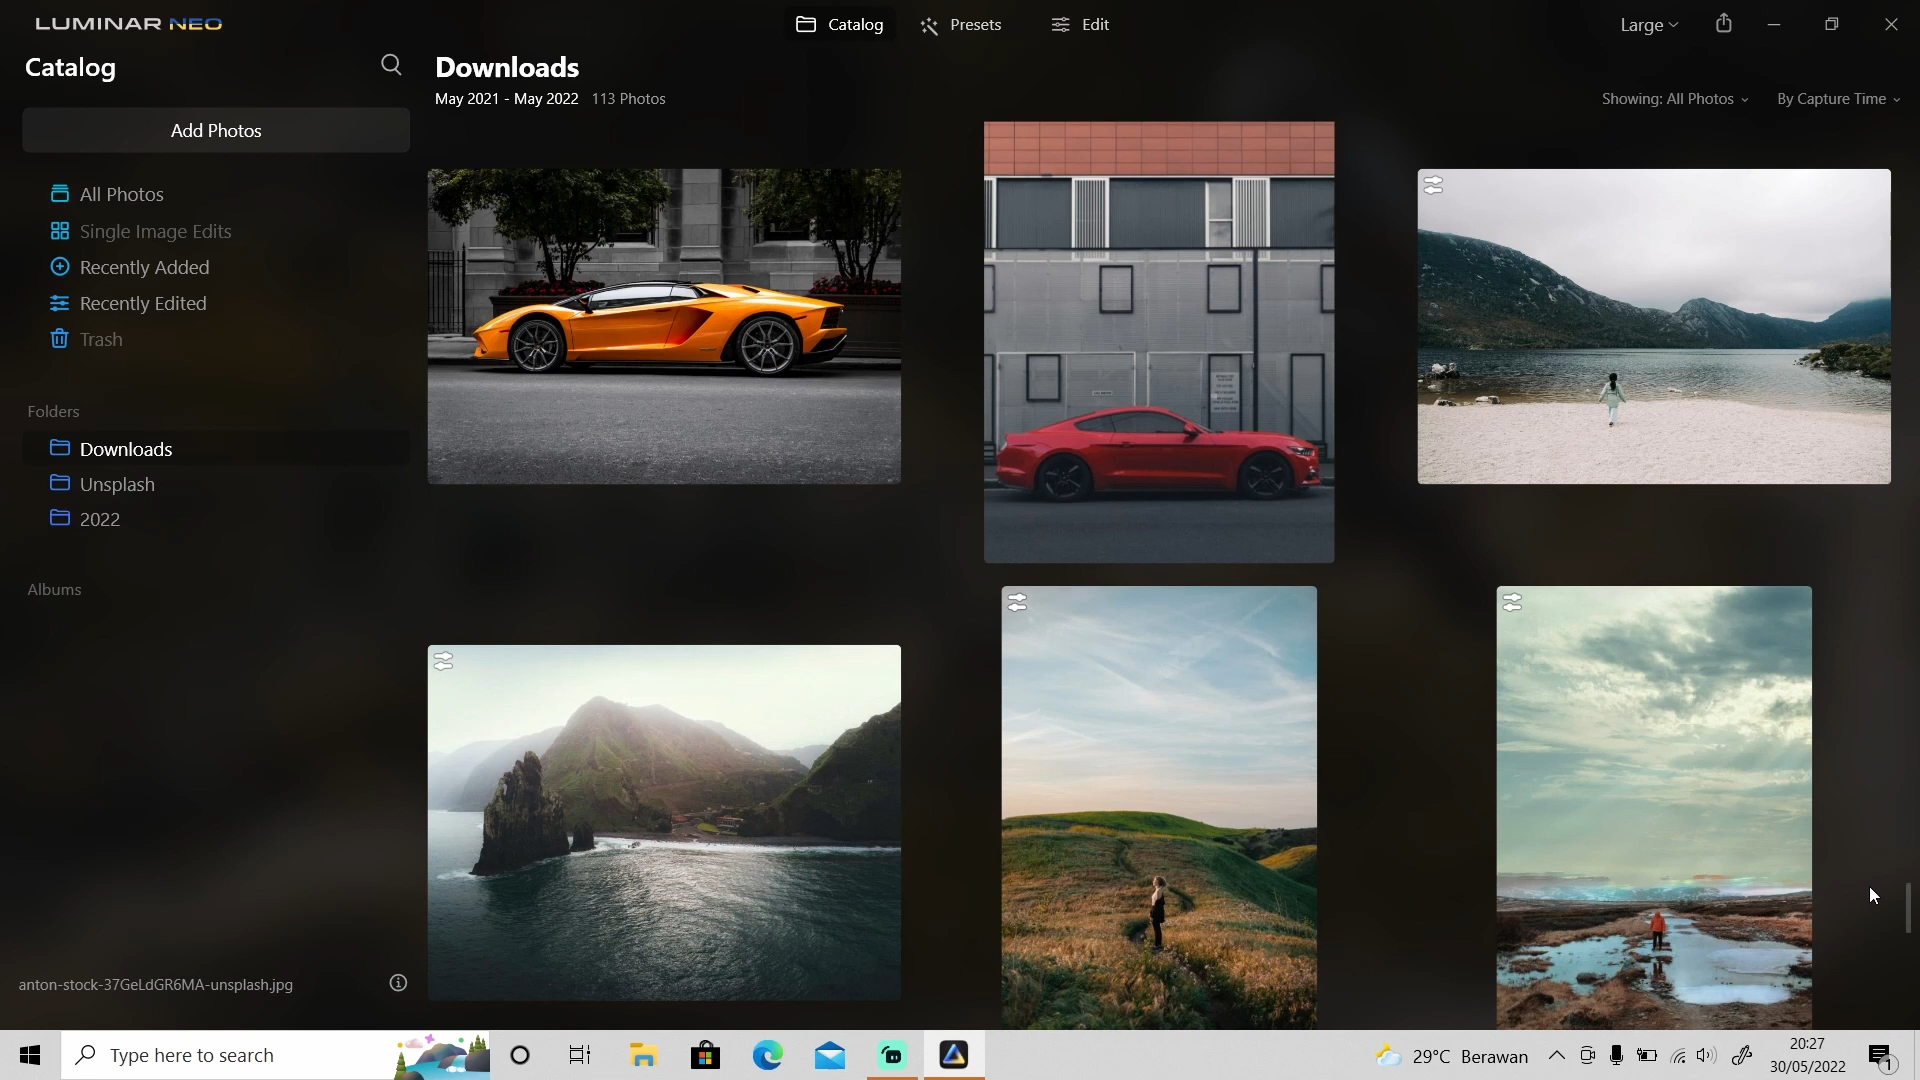 LUMINAR NEO
Catalog
Presets
Edit
Large
Catalog
Downloads
May 2021 - May 2022 113 Photos
Showing: All Photos
By Capture Time
Add Photos
All Photos
Single Image Edits
Recently Added
Recently Edited
Trash
Folders
Downloads
Unsplash
2022
Albums
anton-stock-37GeLdGR6MA-unsplash.jpg
Type here to search
29°C Berawan
20:27
30/05/2022
1